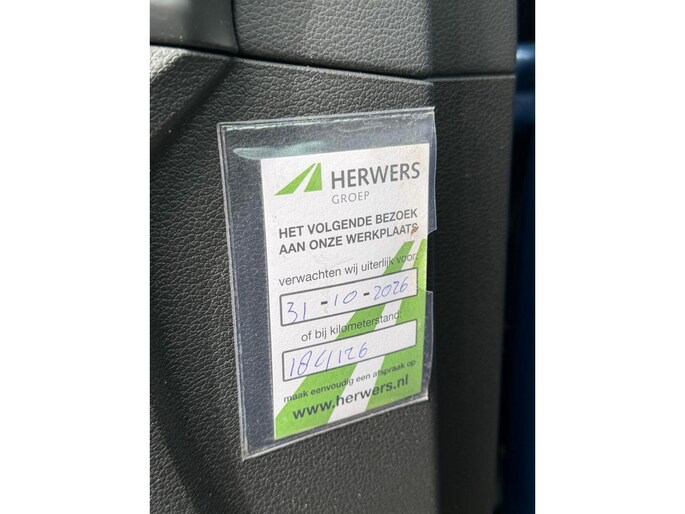 HERWERS
GROEP
HET VOLGENDE BEZOEK
AAN ONZE WERKPLAATS
verwachten wij uiterlijk voor:
31-10-2026
of bij kilometerstand:
184126
maak eenvoudig een afspraak op
www.herwers.nl